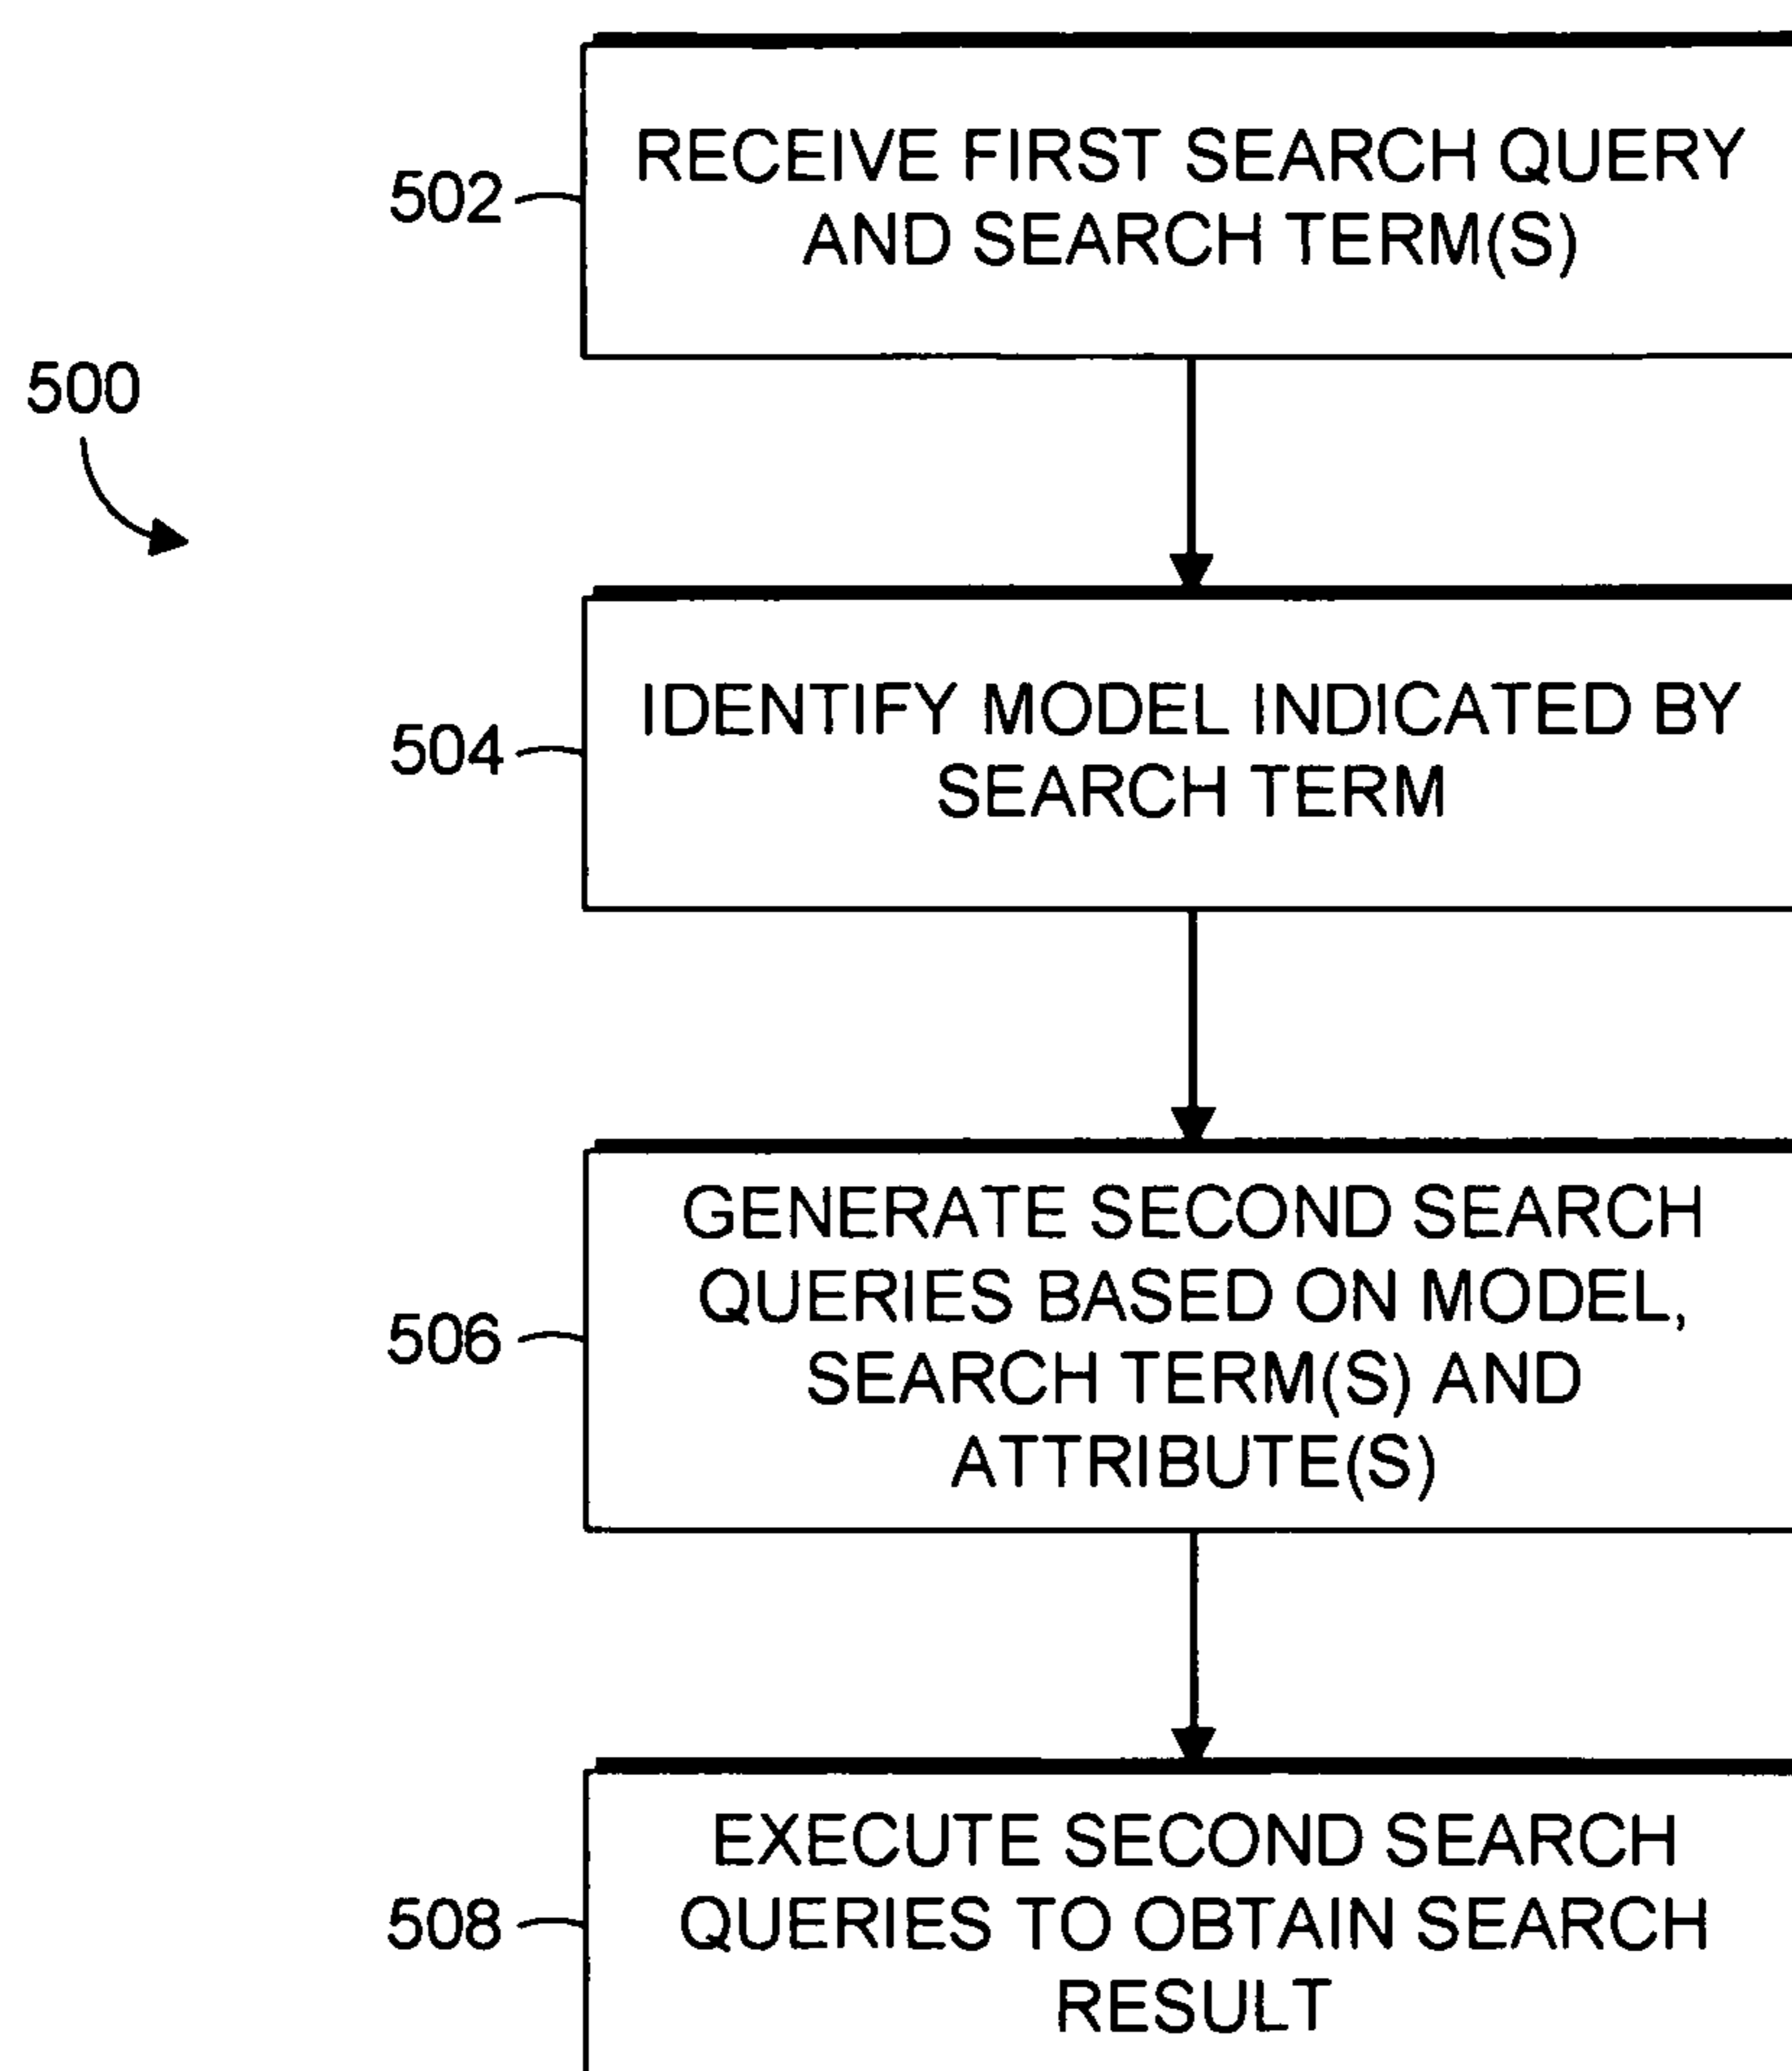 502
RECEIVE FIRST SEARCH QUERY
AND SEARCH TERM(S)
500
504
IDENTIFY MODEL INDICATED BY
SEARCH TERM
506
GENERATE SECOND SEARCH
QUERIES BASED ON MODEL,
SEARCH TERM(S) AND
ATTRIBUTE(S)
508
EXECUTE SECOND SEARCH
QUERIES TO OBTAIN SEARCH
RESULT